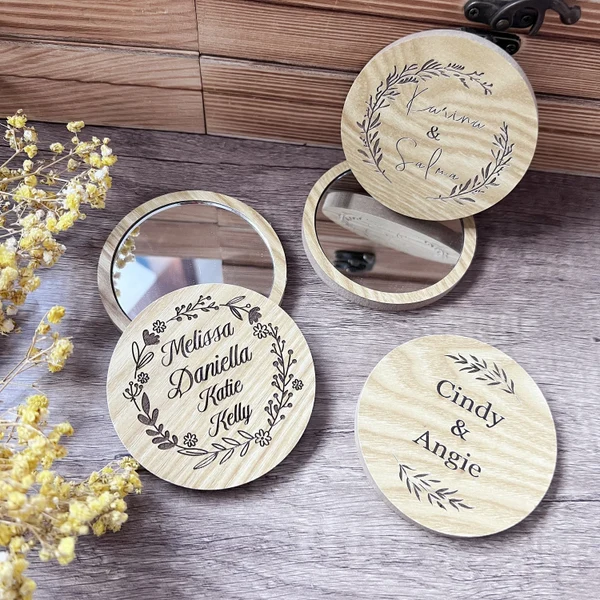 Karina
&
Salma
Melissa
Daniella
Katie
Kelly
Cindy
&
Angie